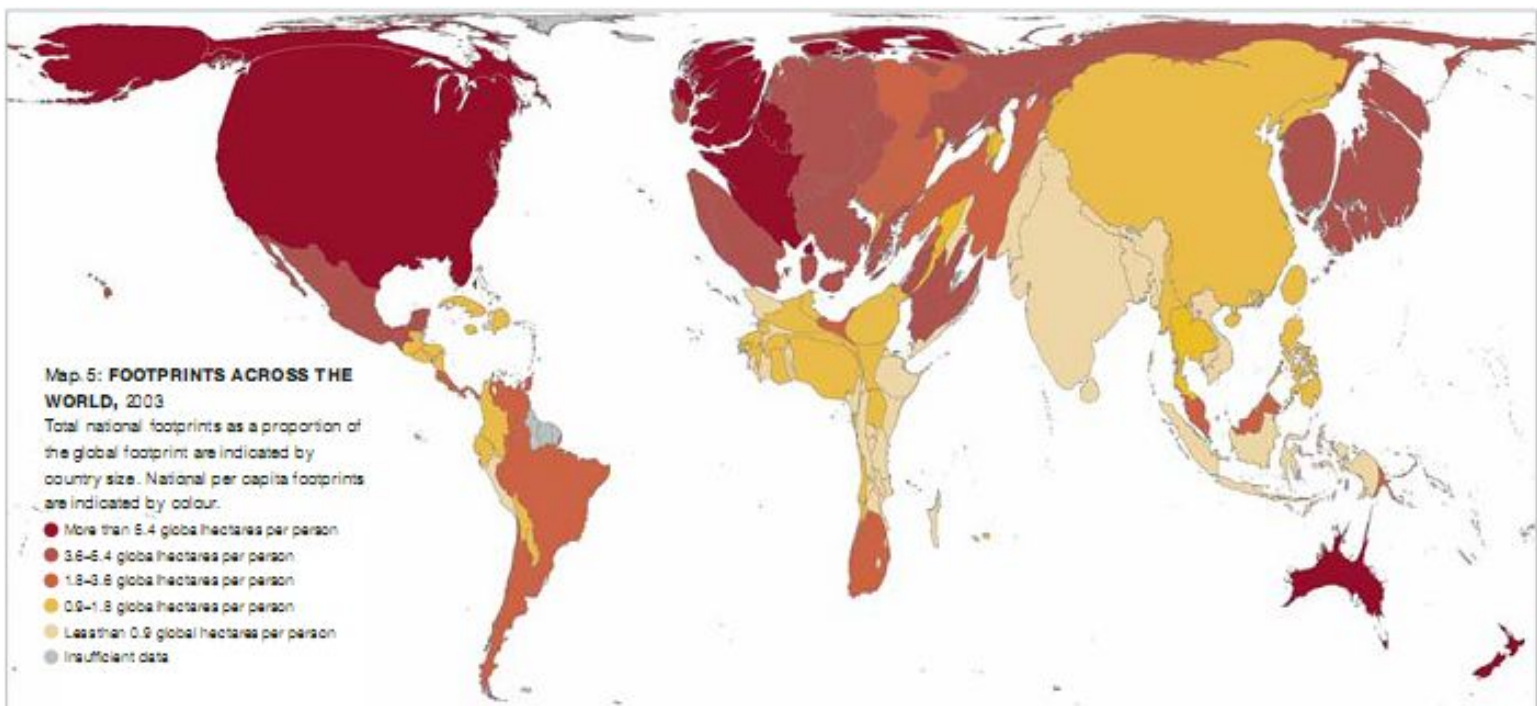 Map. 5: FOOTPRINTS ACROSS THE
WORLD, 2003
Total national footprints as a proportion of
the global footprint are indicated by
country size. National per capita footprints
are indicated by colour.
More than 5.4 global hectares per person
3.6–5.4 global hectares per person
1.8–3.6 global hectares per person
0.9–1.8 global hectares per person
Less than 0.9 global hectares per person
Insufficient data